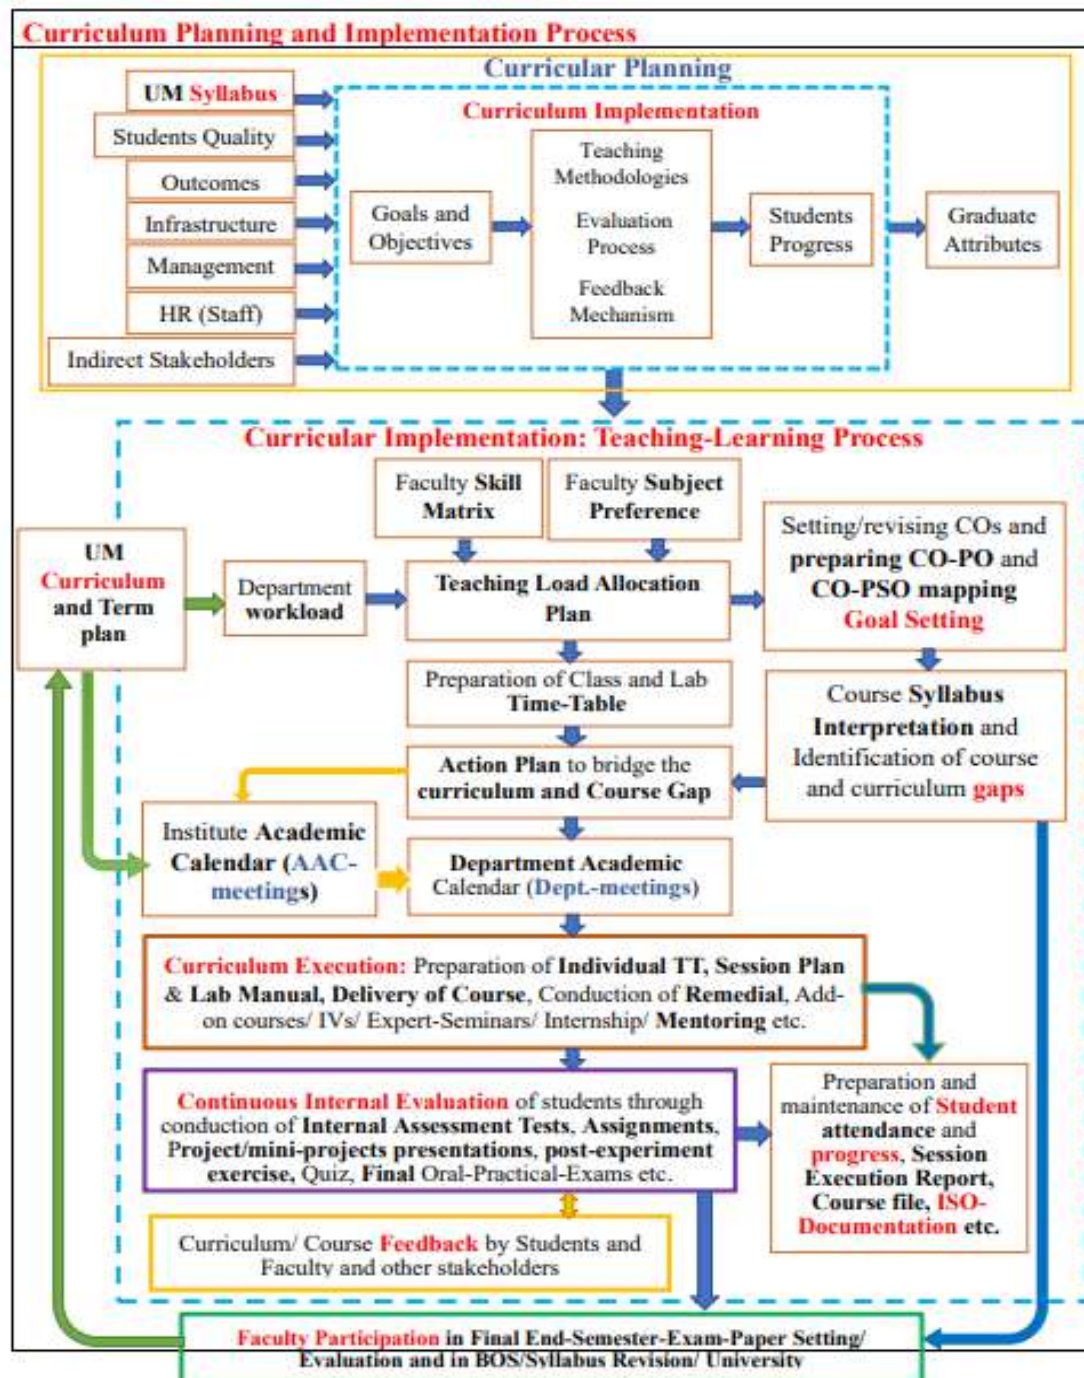 Curriculum Planning and Implementation Process
Curricular Planning
UM Syllabus
Students Quality
Outcomes
Infrastructure
Management
HR (Staff)
Indirect Stakeholders
Curriculum Implementation
Goals and
Objectives
Teaching
Methodologies
Evaluation
Process
Feedback
Mechanism
Students
Progress
Graduate
Attributes
Curricular Implementation: Teaching-Learning Process
Faculty Skill
Matrix
Faculty Subject
Preference
UM
Curriculum
and Term
plan
Department
workload
Teaching Load Allocation
Plan
Setting/revising COs and
preparing CO-PO and
CO-PSO mapping
Goal Setting
Preparation of Class and Lab
Time-Table
Course Syllabus
Interpretation and
Identification of course
and curriculum gaps
Action Plan to bridge the
curriculum and Course Gap
Institute Academic
Calendar (AAC-
meetings)
Department Academic
Calendar (Dept.-meetings)
Curriculum Execution: Preparation of Individual TT, Session Plan
& Lab Manual, Delivery of Course, Conduction of Remedial, Add-
on courses/ IVs/ Expert-Seminars/ Internship/ Mentoring etc.
Continuous Internal Evaluation of students through
conduction of Internal Assessment Tests, Assignments,
Project/mini-projects presentations, post-experiment
exercise, Quiz, Final Oral-Practical-Exams etc.
Preparation and
maintenance of Student
attendance and
progress, Session
Execution Report,
Course file, ISO-
Documentation etc.
Curriculum/ Course Feedback by Students and
Faculty and other stakeholders
Faculty Participation in Final End-Semester-Exam-Paper Setting/
Evaluation and in BOS/Syllabus Revision/ University